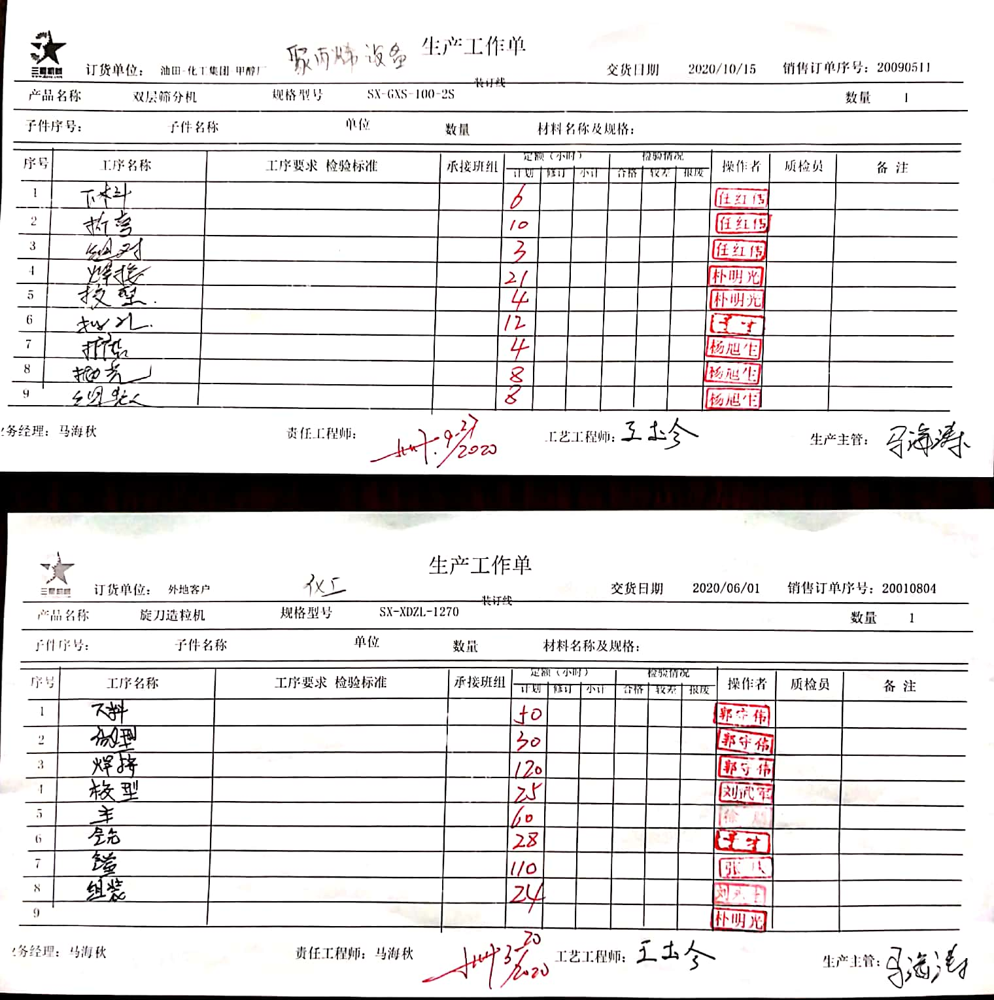 聚丙烯设备 生产工作单
三星机械 订货单位： 油田-化工集团-甲醇厂 交货日期 2020/10/15 销售订单序号：20090511
装订线
产品名称 双层筛分机 规格型号 SX-GXS-100-2S 数量 1
子件序号： 子件名称 单位 数量 材料名称及规格：
序号 工序名称 工序要求 检验标准 承接班组 定额（小时） 检验情况 操作者 质检员 备 注
计划 修订 小计 合格 较差 报废
1 下料 6 任红伟
2 折弯 10 任红伟
3 组对 3 任红伟
4 焊接 21 朴明光
5 校型. 4 朴明光
6 12
7 4 杨旭生
8 抛光 8 杨旭生
9 组装 8 杨旭生
业务经理：马海秋 责任工程师： 9.27/2020 工艺工程师： 生产主管：马海涛
生产工作单
三星机械 订货单位： 外地客户 化工 交货日期 2020/06/01 销售订单序号：20010804
装订线
产品名称 旋刀造粒机 规格型号 SX-XDZL-1270 数量 1
子件序号： 子件名称 单位 数量 材料名称及规格：
序号 工序名称 工序要求 检验标准 承接班组 定额（小时） 检验情况 操作者 质检员 备 注
计划 修订 小计 合格 较差 报废
1 下料 50 郭守伟
2 成型 30 郭守伟
3 焊接 120 郭守伟
4 校型 25 刘武军
5 车 60 徐
6 28
7 110 张
8 组装 24 刘
9 朴明光
业务经理：马海秋 责任工程师：马海秋 3.20/2020 工艺工程师： 生产主管：马海涛